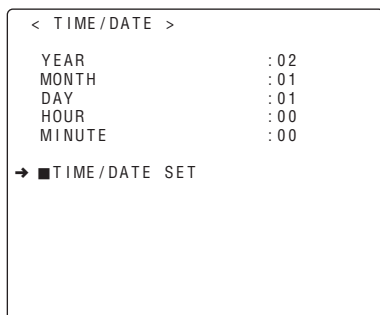 < TIME/DATE >
YEAR :02
MONTH :01
DAY :01
HOUR :00
MINUTE :00
➔ ■TIME/DATE SET